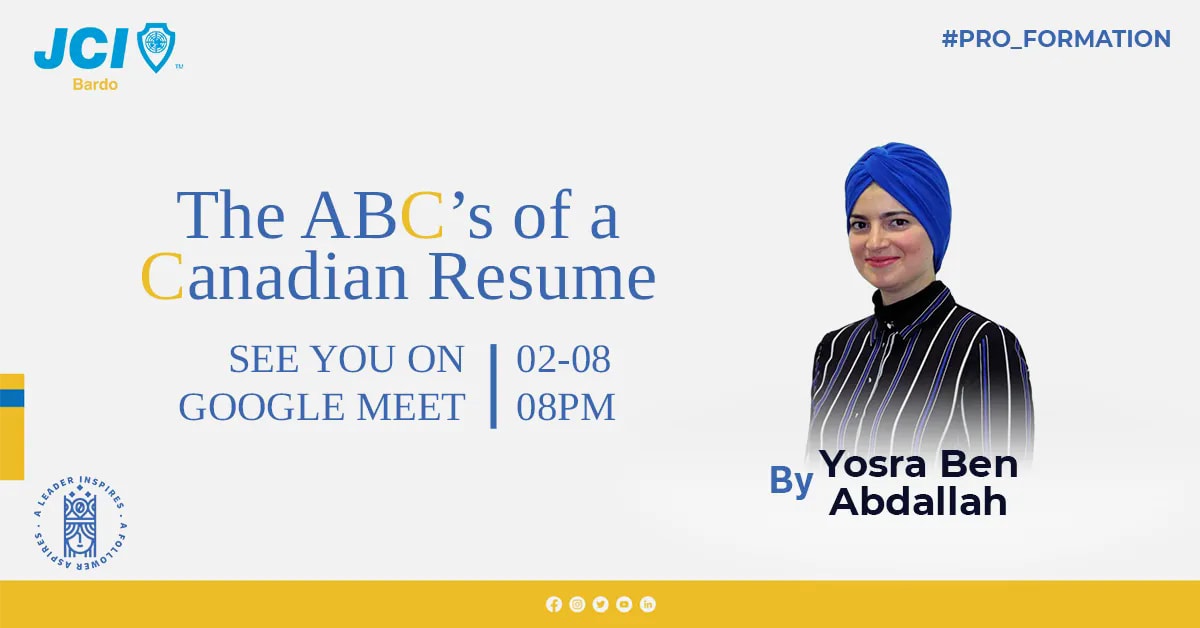 JCI
TM
Bardo
#PRO_FORMATION
The ABC’s of a
Canadian Resume
SEE YOU ON
GOOGLE MEET
02-08
08PM
By
Yosra Ben
Abdallah
A LEADER INSPIRES · A FOLLOWER ASPIRES ·